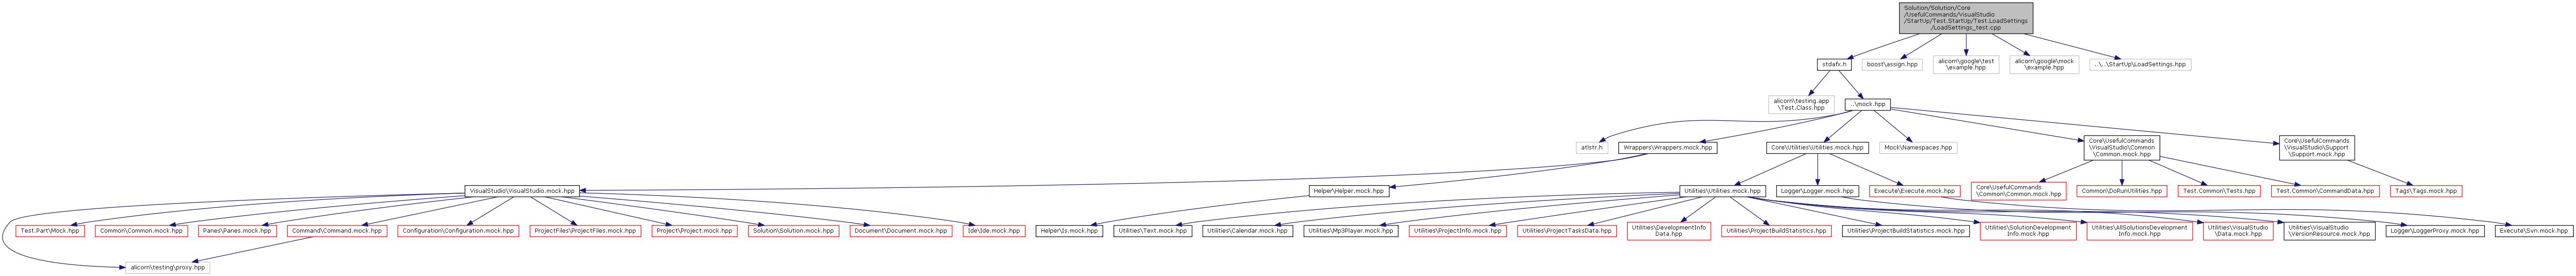 Solution/Solution/Core
/UsefulCommands/VisualStudio
/StartUp/Test.StartUp/Test.LoadSettings
/LoadSettings_test.cpp
stdafx.h
boost\assign.hpp
alicorn\google\test
\example.hpp
alicorn\google\mock
\example.hpp
..\..\StartUp\LoadSettings.hpp
alicorn\testing.app
\Test.Class.hpp
..\mock.hpp
atlstr.h
Wrappers\Wrappers.mock.hpp
Core\Utilities\Utilities.mock.hpp
Mock\Namespaces.hpp
Core\UsefulCommands
\VisualStudio\Common
\Common.mock.hpp
Core\UsefulCommands
\VisualStudio\Support
\Support.mock.hpp
VisualStudio\VisualStudio.mock.hpp
Helper\Helper.mock.hpp
Utilities\Utilities.mock.hpp
Logger\Logger.mock.hpp
Execute\Execute.mock.hpp
Core\UsefulCommands
\Common\Common.mock.hpp
Common\DoRun\Utilities.hpp
Test.Common\Tests.hpp
Test.Common\CommandData.hpp
Tags\Tags.mock.hpp
Test.Part\Mock.hpp
Common\Common.mock.hpp
Panes\Panes.mock.hpp
Command\Command.mock.hpp
Configuration\Configuration.mock.hpp
ProjectFiles\ProjectFiles.mock.hpp
Project\Project.mock.hpp
Solution\Solution.mock.hpp
Document\Document.mock.hpp
Ide\Ide.mock.hpp
Helper\Js.mock.hpp
Utilities\Text.mock.hpp
Utilities\Calendar.mock.hpp
Utilities\Mp3Player.mock.hpp
Utilities\ProjectInfo.mock.hpp
Utilities\ProjectTasksData.hpp
Utilities\DevelopmentInfo
Data.mock.hpp
Utilities\ProjectBuildStatistics.hpp
Utilities\ProjectBuildStatistics.mock.hpp
Utilities\SolutionDevelopment
Info.mock.hpp
Utilities\AllSolutionsDevelopment
Info.mock.hpp
Utilities\VisualStudio
\Data.mock.hpp
Utilities\VisualStudio
\VersionResource.mock.hpp
Logger\LoggerProxy.mock.hpp
Execute\Svn.mock.hpp
alicorn\testing\proxy.hpp